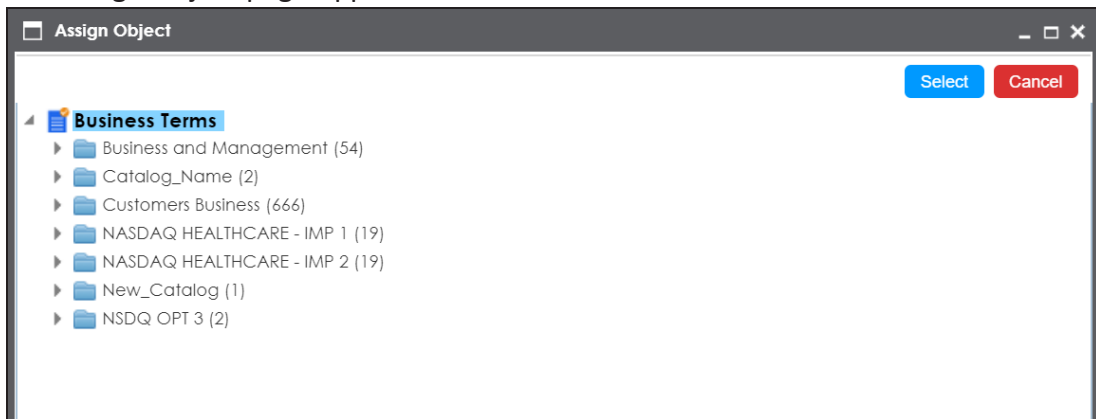 Assign Object
Select Cancel
Business Terms
Business and Management (54)
Catalog_Name (2)
Customers Business (666)
NASDAQ HEALTHCARE - IMP 1 (19)
NASDAQ HEALTHCARE - IMP 2 (19)
New_Catalog (1)
NSDQ OPT 3 (2)